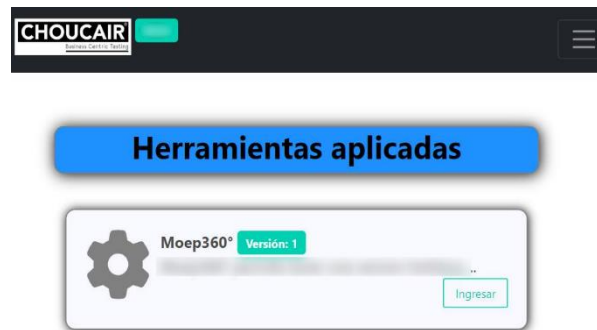 CHOUCAIR
Business Centric Testing
Herramientas aplicadas
Moep360° Versión: 1
..
Ingresar